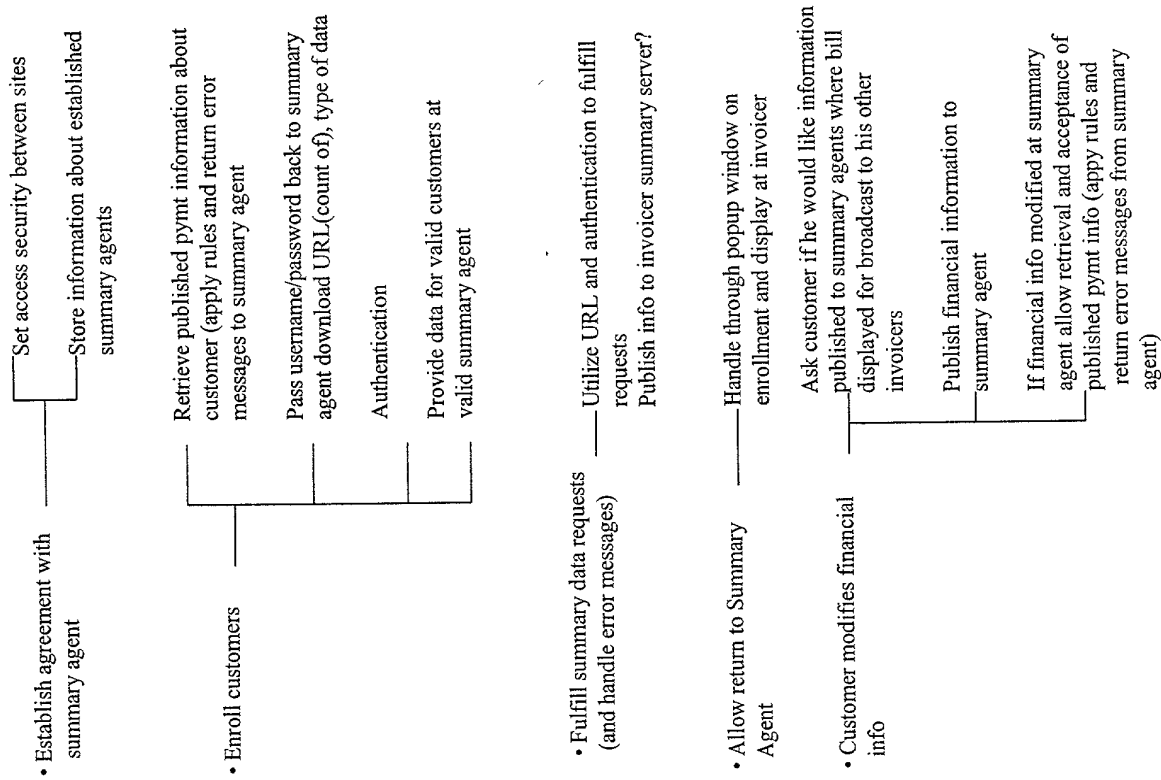 • Establish agreement with
summary agent
Set access security between sites
Store information about established
summary agents
• Enroll customers
Retrieve published pymt information about
customer (apply rules and return error
messages to summary agent
Pass username/password back to summary
agent download URL(count of), type of data
Authentication
Provide data for valid customers at
valid summary agent
• Fulfill summary data requests
(and handle error messages)
Utilize URL and authentication to fulfill
requests
Publish info to invoicer summary server?
• Allow return to Summary
Agent
Handle through popup window on
enrollment and display at invoicer
• Customer modifies financial
info
Ask customer if he would like information
published to summary agents where bill
displayed for broadcast to his other
invoicers
Publish financial information to
summary agent
If financial info modified at summary
agent allow retrieval and acceptance of
published pymt info (appy rules and
return error messages from summary
agent)